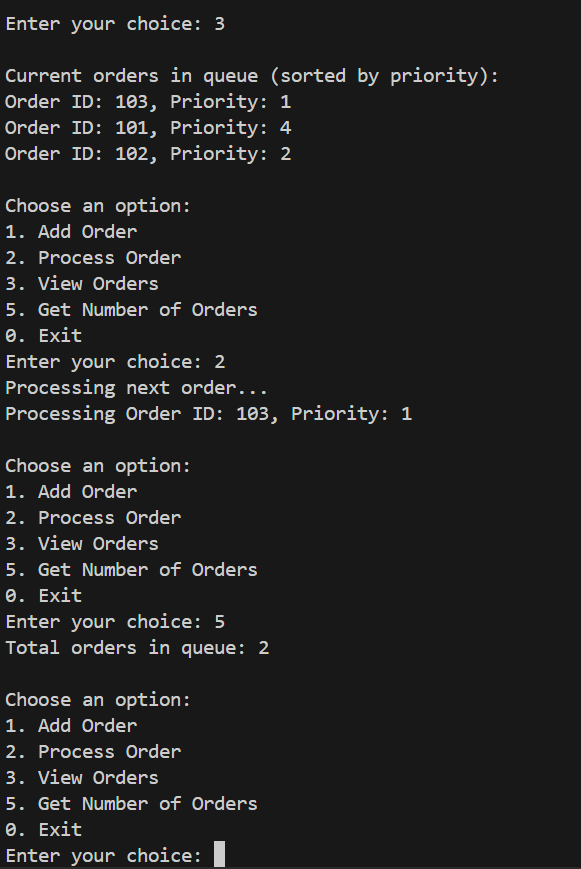 Enter your choice: 3
Current orders in queue (sorted by priority):
Order ID: 103, Priority: 1
Order ID: 101, Priority: 4
Order ID: 102, Priority: 2
Choose an option:
1. Add Order
2. Process Order
3. View Orders
5. Get Number of Orders
0. Exit
Enter your choice: 2
Processing next order...
Processing Order ID: 103, Priority: 1
Choose an option:
1. Add Order
2. Process Order
3. View Orders
5. Get Number of Orders
0. Exit
Enter your choice: 5
Total orders in queue: 2
Choose an option:
1. Add Order
2. Process Order
3. View Orders
5. Get Number of Orders
0. Exit
Enter your choice: